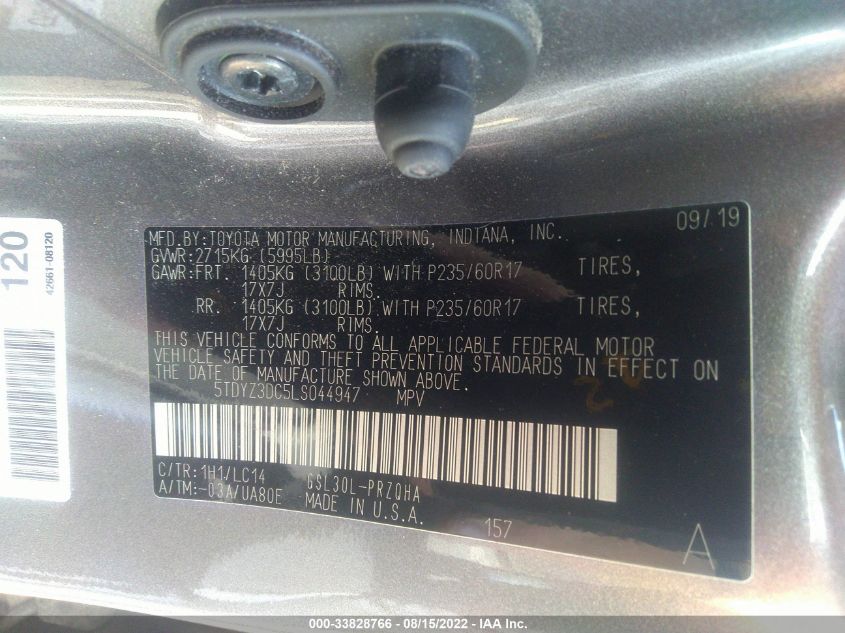 120
42661-08120
09/19
MFD.BY:TOYOTA MOTOR MANUFACTURING, INDIANA, INC.
GVWR:2715KG (5995LB)
GAWR:FRT. 1405KG (3100LB) WITH P235/60R17 TIRES,
17X7J RIMS.
RR. 1405KG (3100LB) WITH P235/60R17 TIRES,
17X7J RIMS.
THIS VEHICLE CONFORMS TO ALL APPLICABLE FEDERAL MOTOR
VEHICLE SAFETY AND THEFT PREVENTION STANDARDS IN EFFECT ON
THE DATE OF MANUFACTURE SHOWN ABOVE.
5TDYZ3DC5LS044947 MPV
C/TR:1H1/LC14 GSL30L-PRZQHA
A/TM:-03A/UA80E MADE IN U.S.A.
157
A
000-33828766 - 08/15/2022 - IAA Inc.